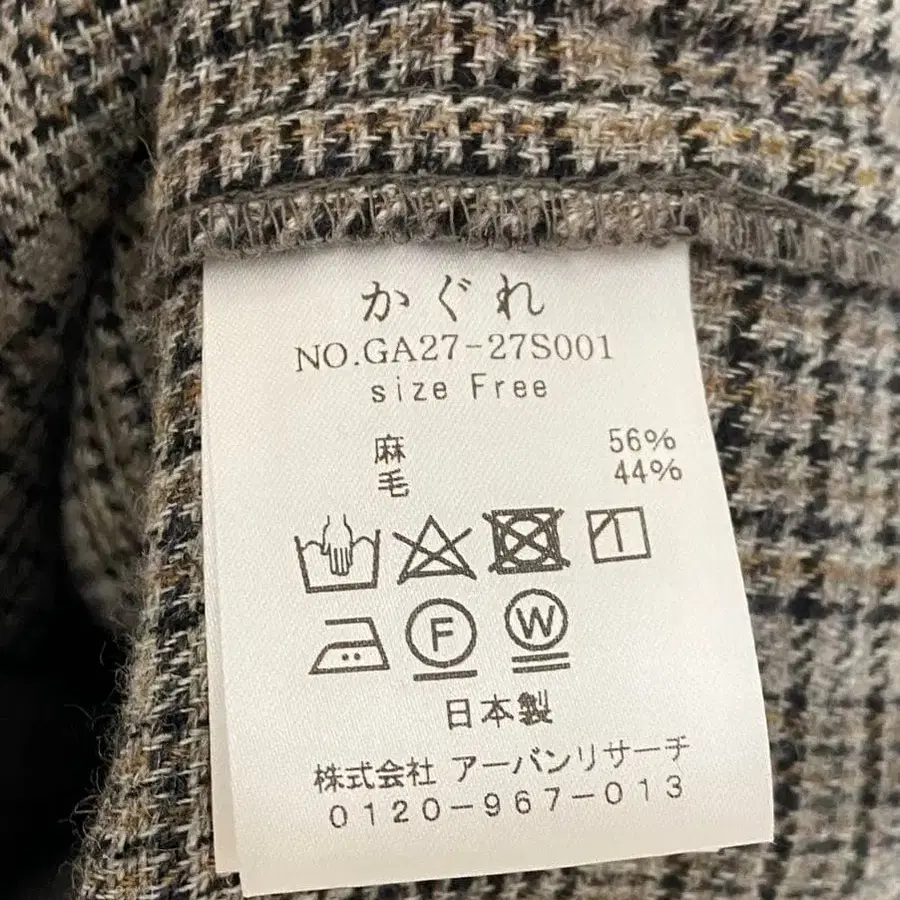 かぐれ
NO.GA27-27S001
size Free
麻 56%
毛 44%
F W
日本製
株式会社 アーバンリサーチ
0120-967-013